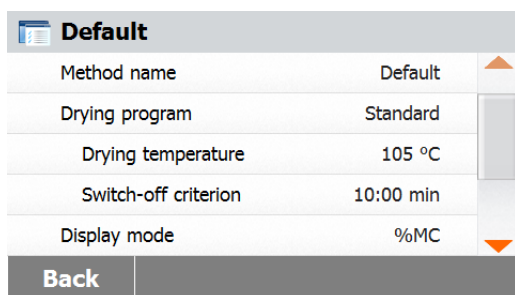 Default
Method name Default
Drying program Standard
Drying temperature 105 °C
Switch-off criterion 10:00 min
Display mode %MC
Back